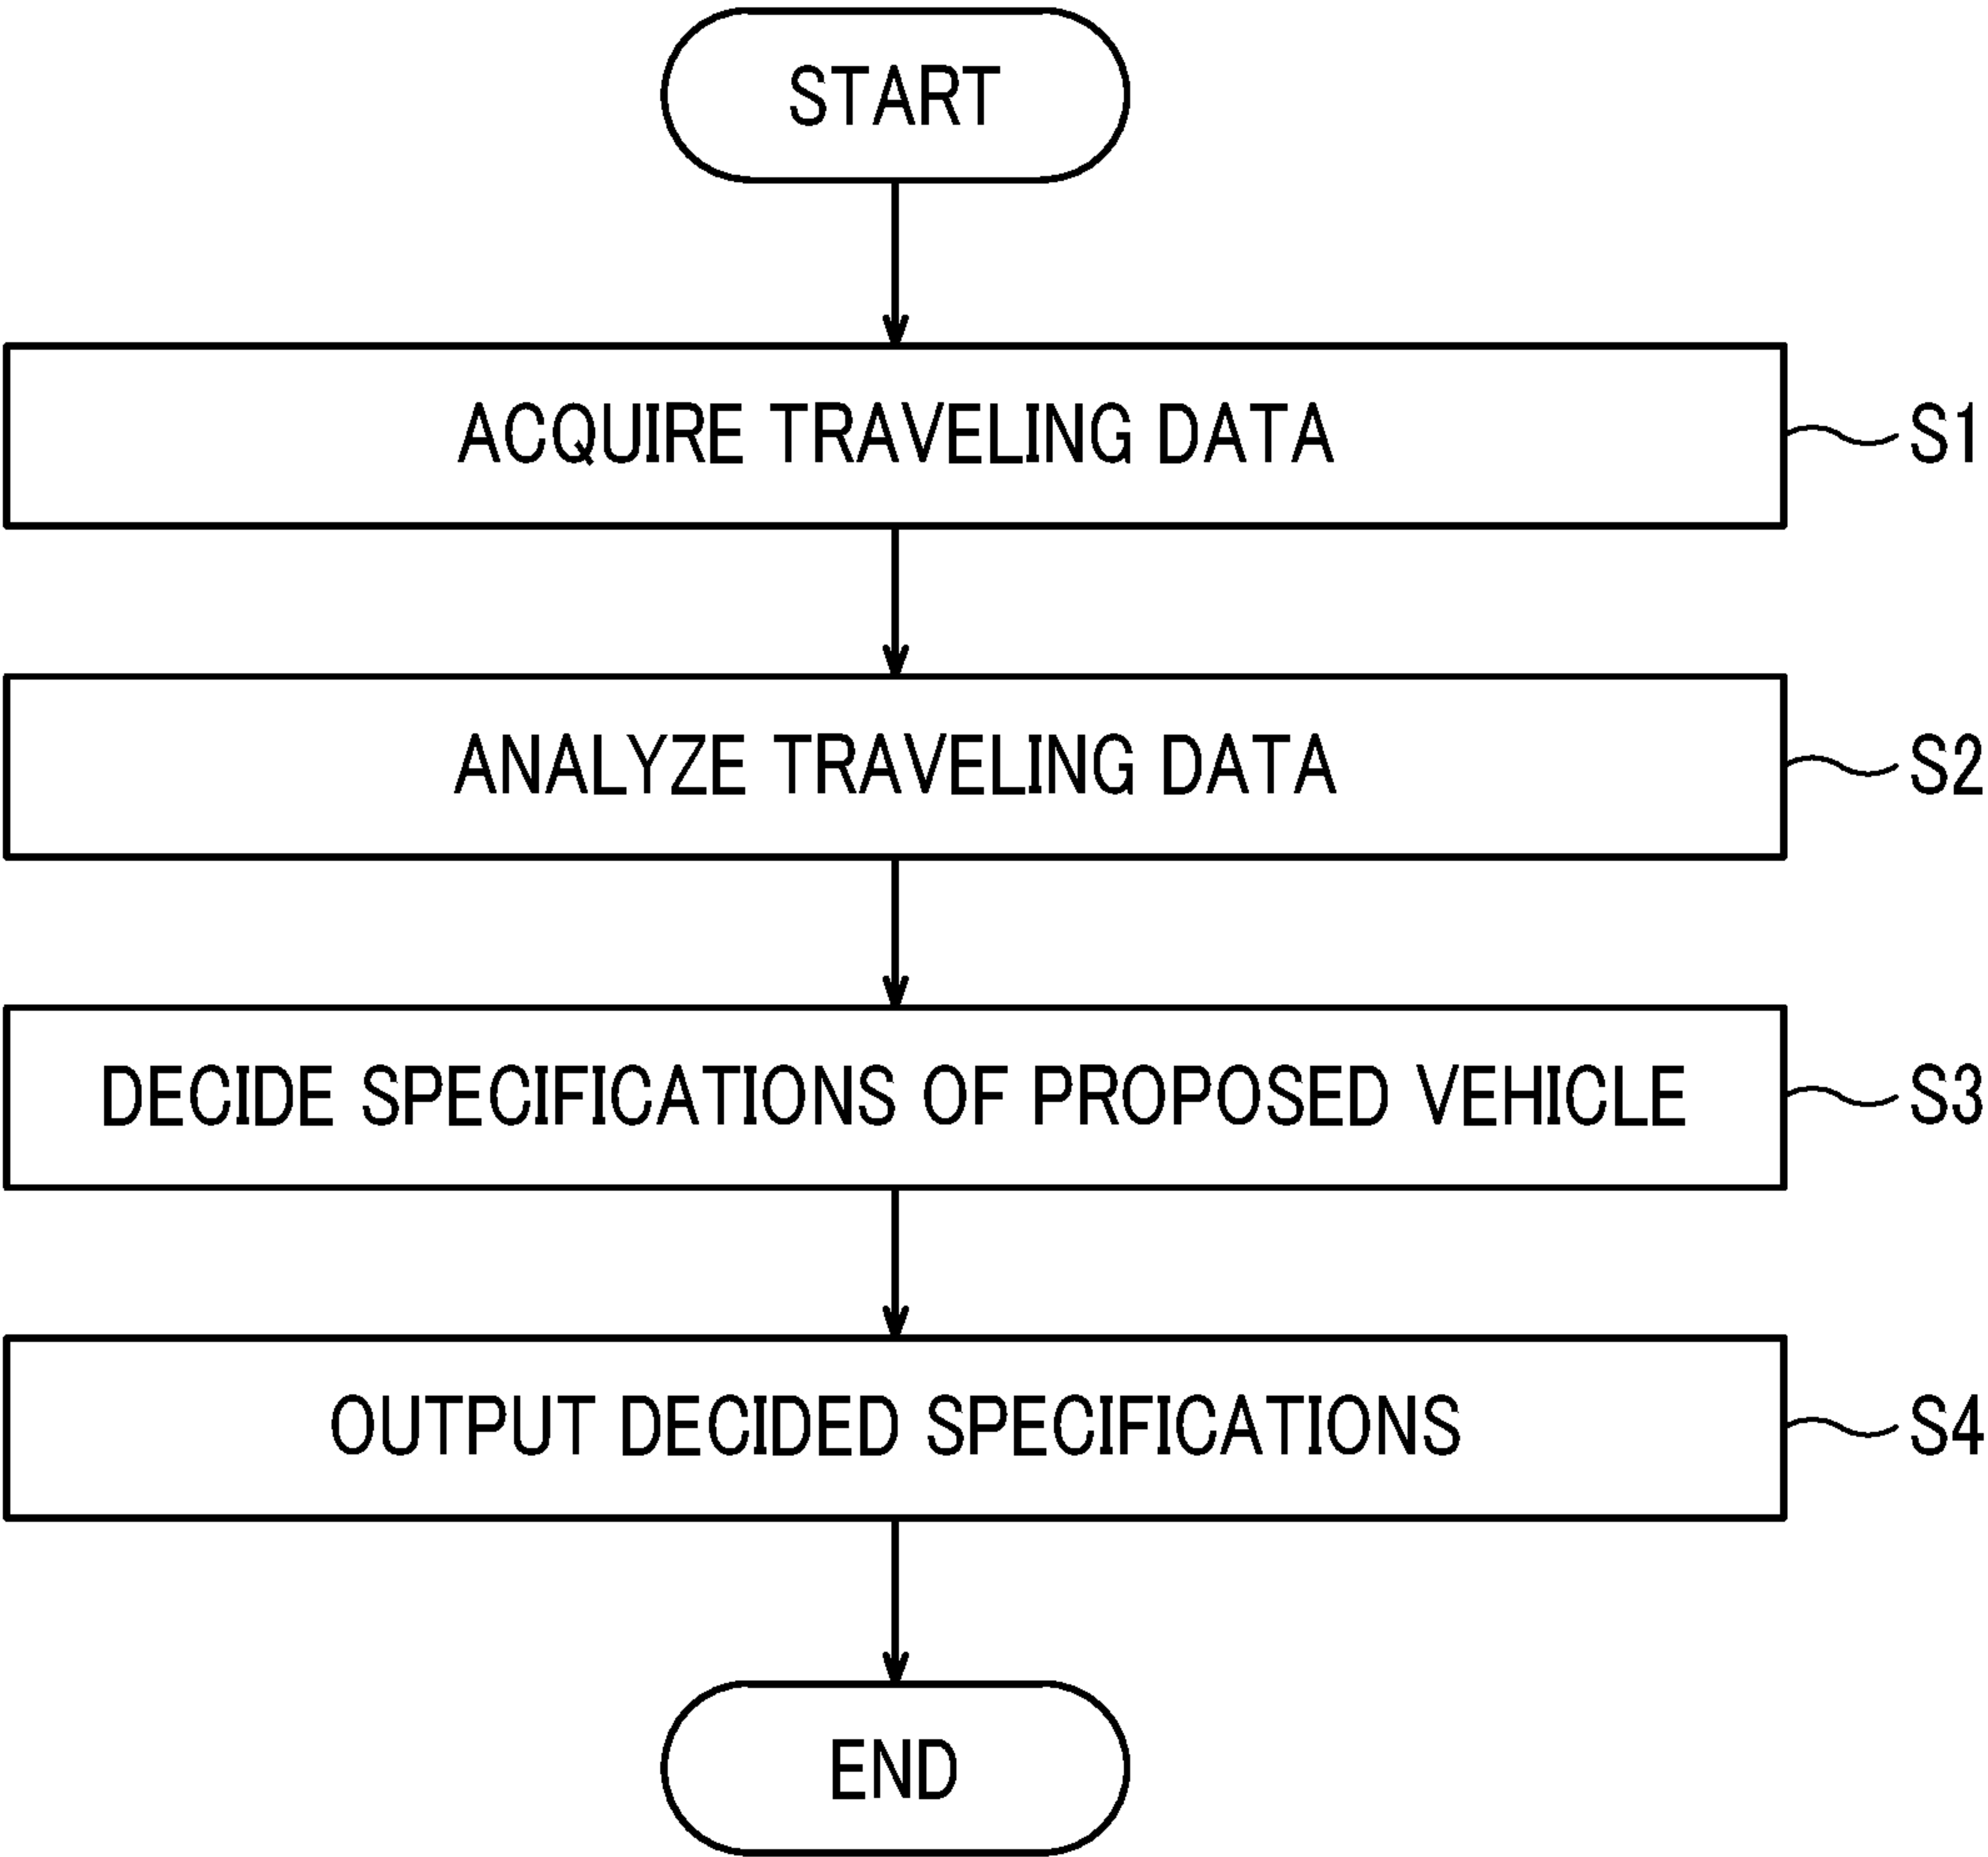 START
ACQUIRE TRAVELING DATA S1
ANALYZE TRAVELING DATA S2
DECIDE SPECIFICATIONS OF PROPOSED VEHICLE S3
OUTPUT DECIDED SPECIFICATIONS S4
END